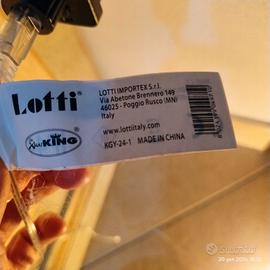 Lotti®
LOTTI IMPORTEX S.r.l.
Via Abetone Brennero 149
46025 - Poggio Rusco (MN)
Italy
www.lottiitaly.com
XmasKING
KGY-24-1 MADE IN CHINA